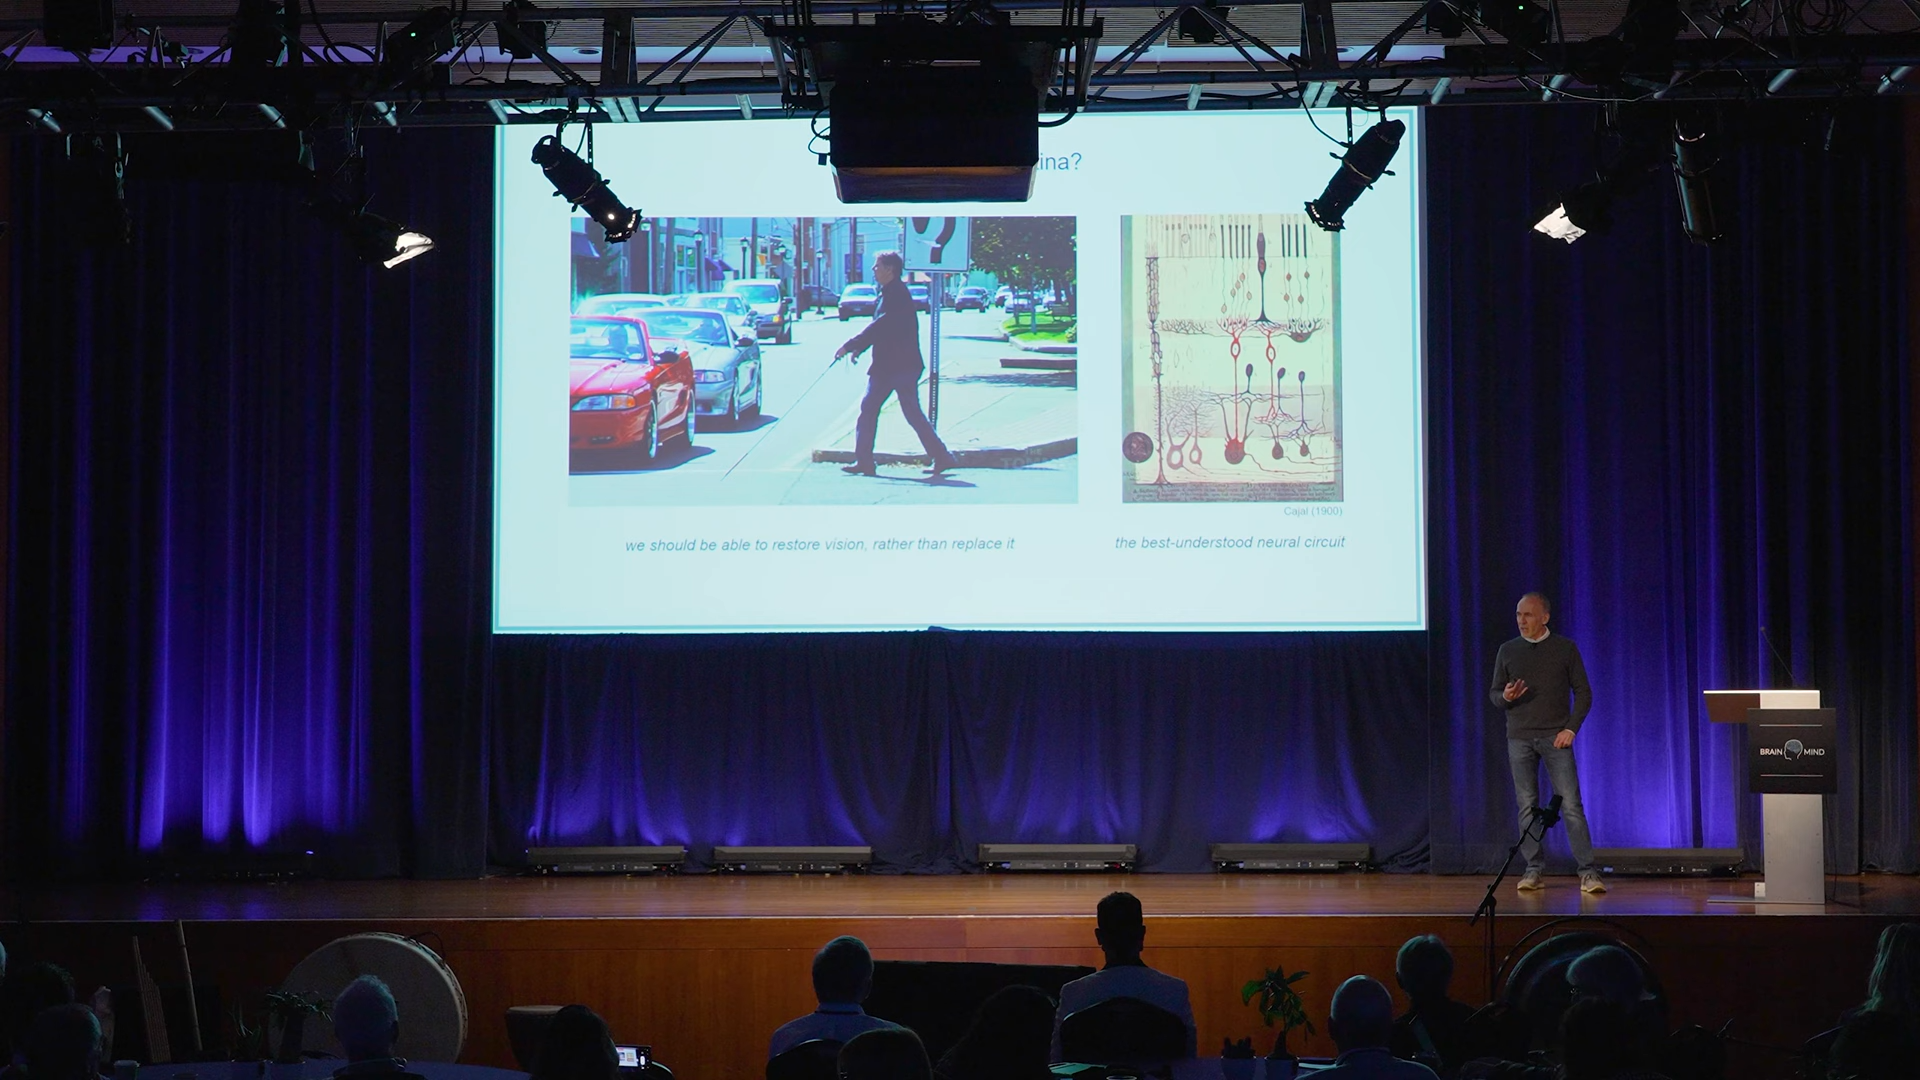 ina?
?
Cajal (1900)
we should be able to restore vision, rather than replace it
the best-understood neural circuit
BRAIN MIND